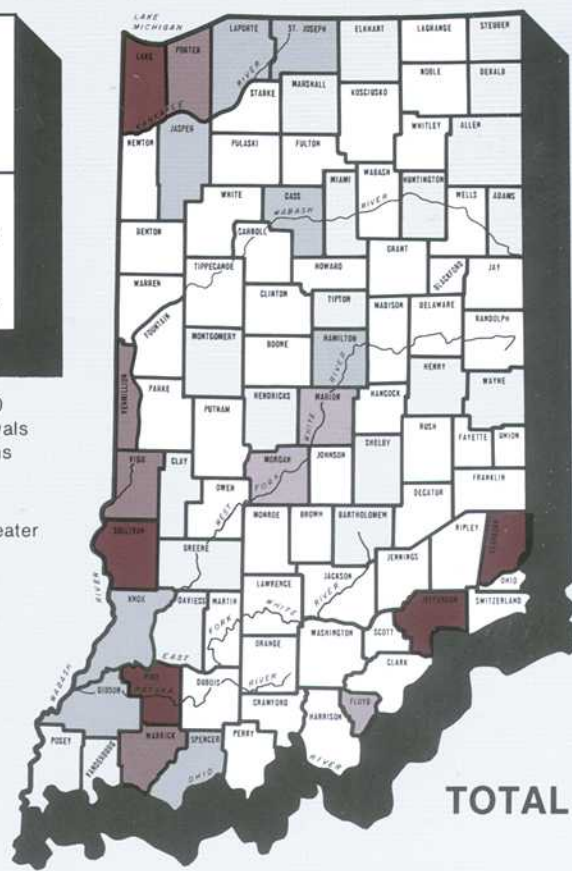 LAKE
MICHIGAN
LAKE
PORTER
LAPORTE
ST. JOSEPH
ELKHART
LAGRANGE
STEUBEN
RIVER
KANKAKEE
STARKE
MARSHALL
KOSCIUSKO
NOBLE
DEKALB
NEWTON
JASPER
PULASKI
FULTON
WHITLEY
ALLEN
WHITE
CASS
MIAMI
WABASH
HUNTINGTON
WELLS
ADAMS
WABASH
RIVER
BENTON
CARROLL
GRANT
BLACKFORD
JAY
TIPPECANOE
HOWARD
WARREN
CLINTON
TIPTON
MADISON
DELAWARE
RANDOLPH
FOUNTAIN
MONTGOMERY
BOONE
HAMILTON
RIVER
HENRY
WAYNE
VERMILLION
PARKE
PUTNAM
HENDRICKS
MARION
HANCOCK
WHITE
RUSH
FAYETTE
UNION
SHELBY
VIGO
CLAY
MORGAN
JOHNSON
FORK
OWEN
FRANKLIN
DECATUR
MONROE
BROWN
BARTHOLOMEW
WEST
SULLIVAN
GREENE
RIPLEY
DEARBORN
JENNINGS
OHIO
JACKSON
LAWRENCE
RIVER
JEFFERSON
SWITZERLAND
KNOX
DAVIESS
MARTIN
WHITE
FORK
RIVER
WASHINGTON
SCOTT
ORANGE
EAST
CLARK
WABASH
PIKE
PATOKA
DUBOIS
RIVER
GIBSON
CRAWFORD
HARRISON
FLOYD
POSEY
VANDERBURGH
WARRICK
SPENCER
PERRY
OHIO
RIVER
eater
TOTAL